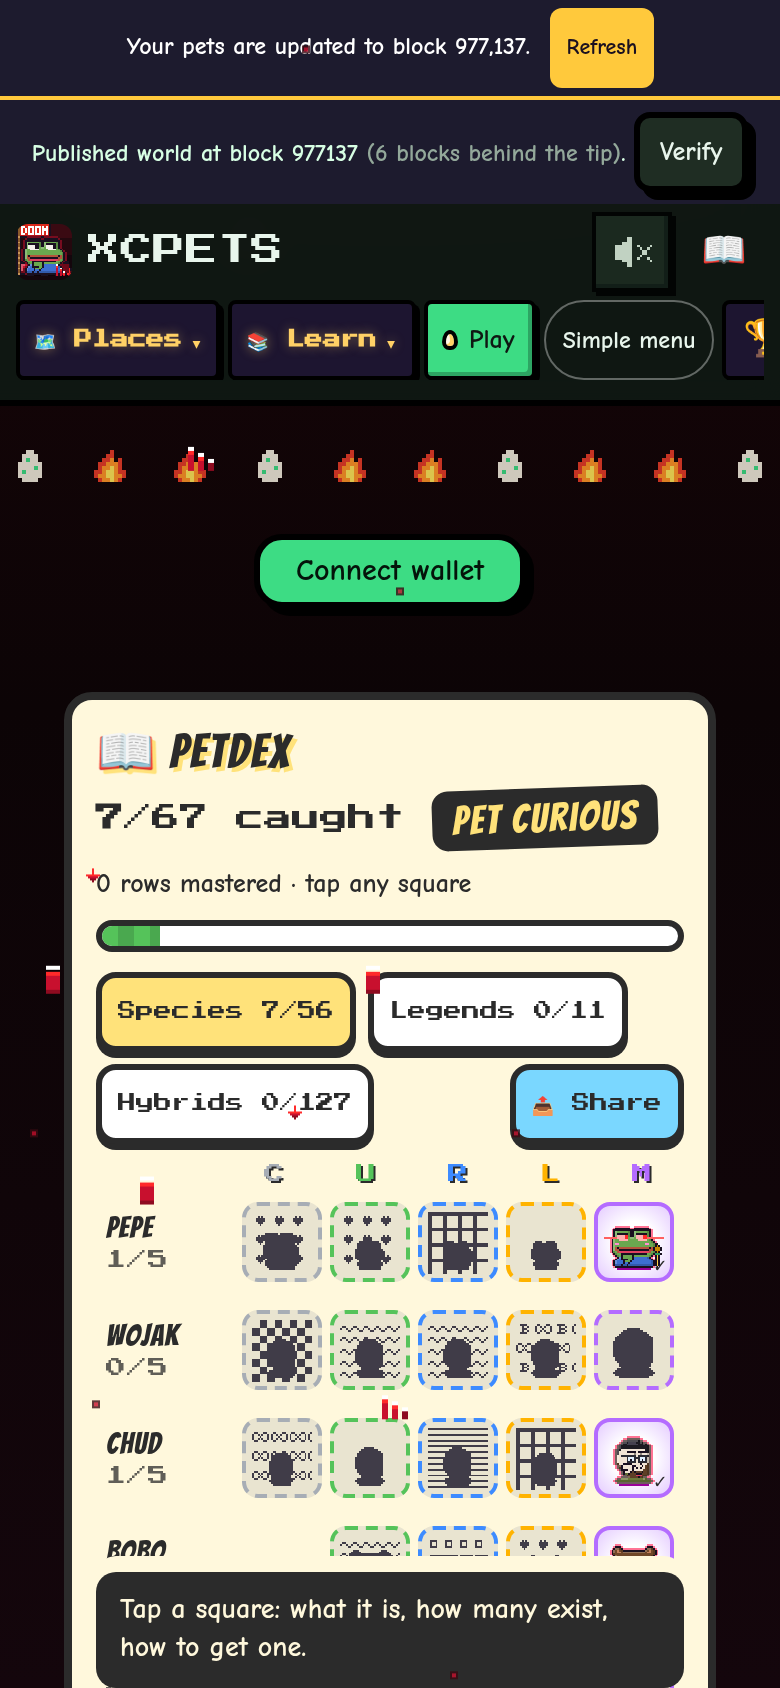 Your pets are updated to block 977,137.
Refresh
Published world at block 977137 (6 blocks behind the tip).
Verify
DOOM
XCPETS
Places
Learn
Play
Simple menu
Connect wallet
PETDEX
7/67 caught
PET CURIOUS
0 rows mastered · tap any square
Species 7/56
Legends 0/11
Hybrids 0/127
Share
C U R L M
PEPE
1/5
WOJAK
0/5
CHUD
1/5
BOBO
Tap a square: what it is, how many exist,
how to get one.